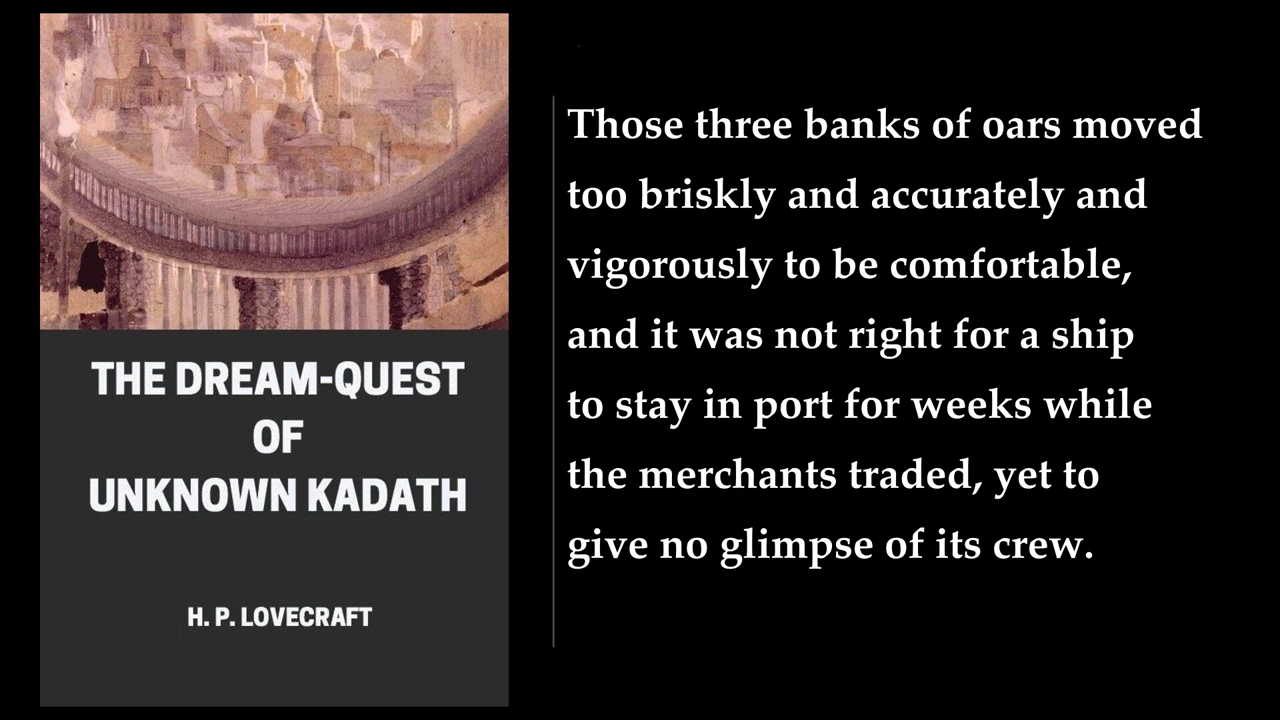 THE DREAM-QUEST
OF
UNKNOWN KADATH
H. P. LOVECRAFT
Those three banks of oars moved
too briskly and accurately and
vigorously to be comfortable,
and it was not right for a ship
to stay in port for weeks while
the merchants traded, yet to
give no glimpse of its crew.